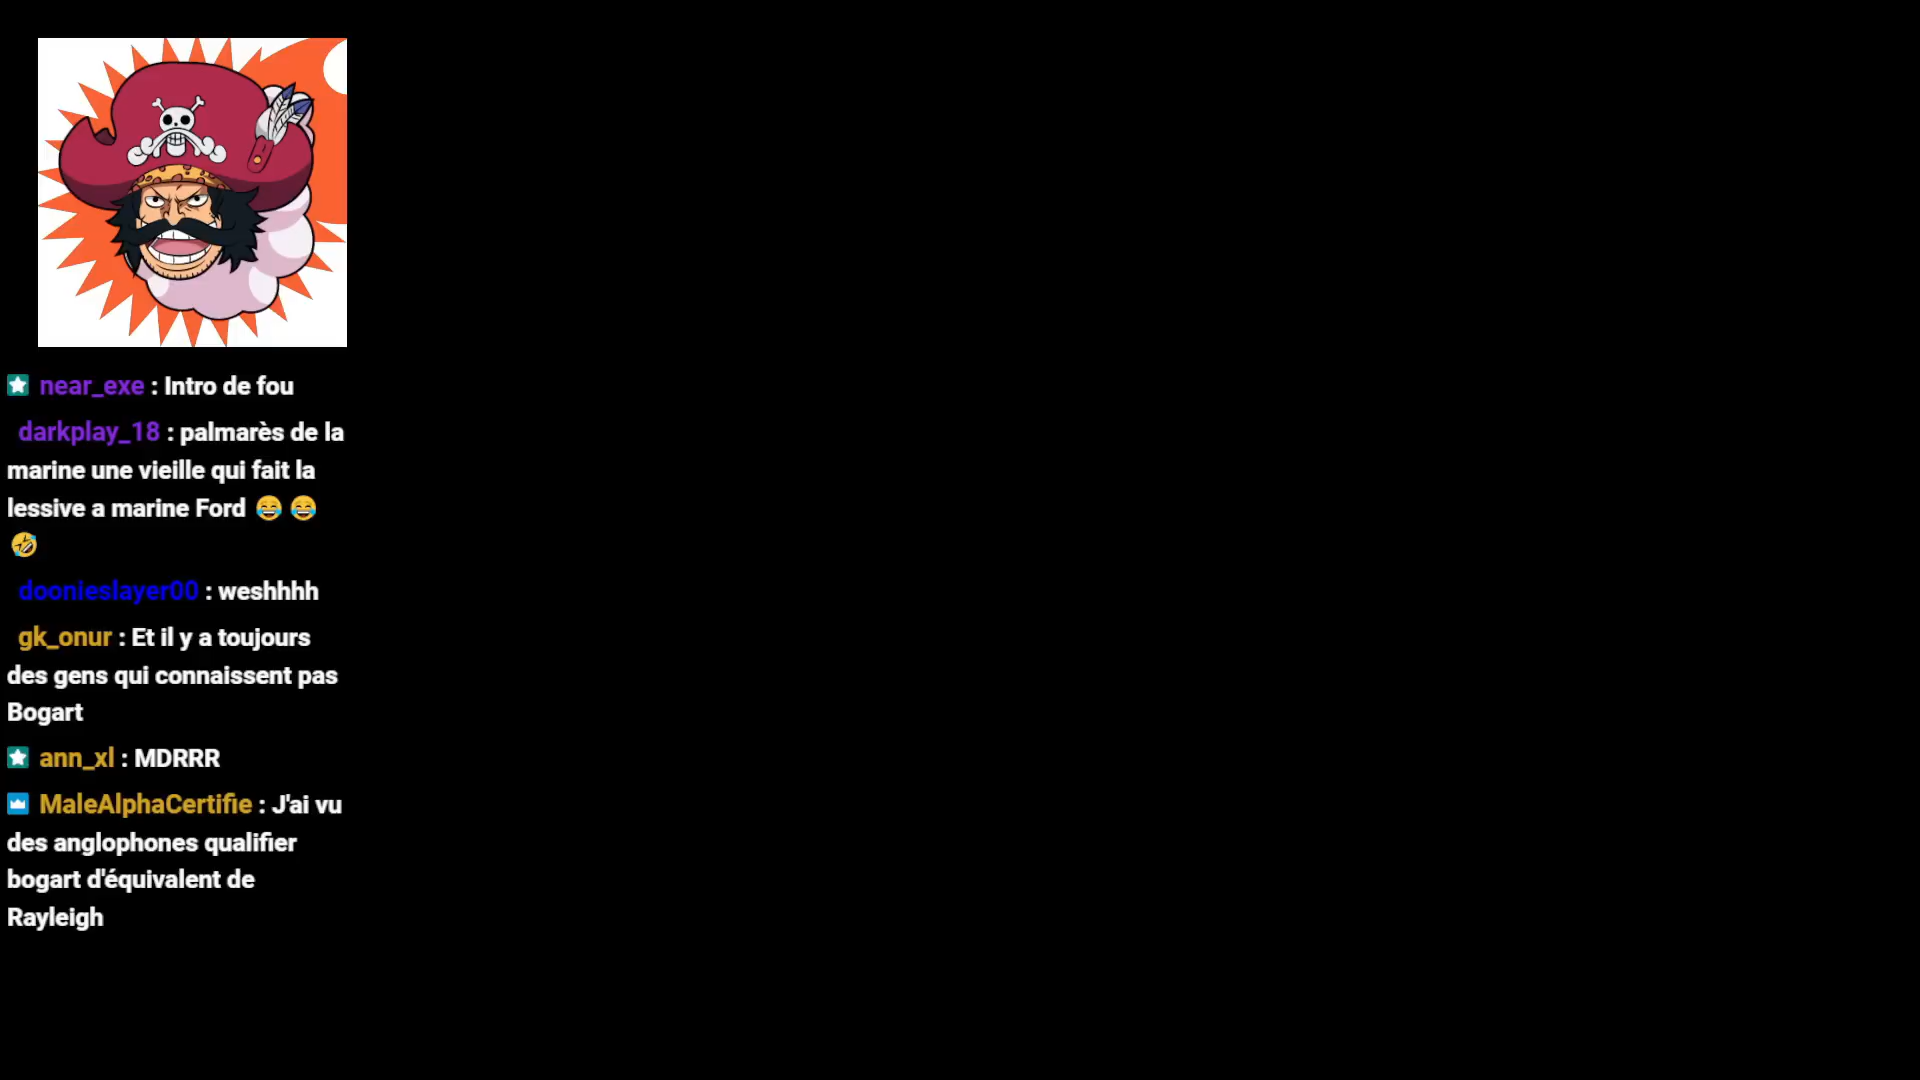 near_exe : Intro de fou
darkplay_18 : palmarès de la
marine une vieille qui fait la
lessive a marine Ford 😂 😂
🤣
doonieslayer00 : weshhhh
gk_onur : Et il y a toujours
des gens qui connaissent pas
Bogart
ann_xl : MDRRR
MaleAlphaCertifie : J'ai vu
des anglophones qualifier
bogart d'équivalent de
Rayleigh